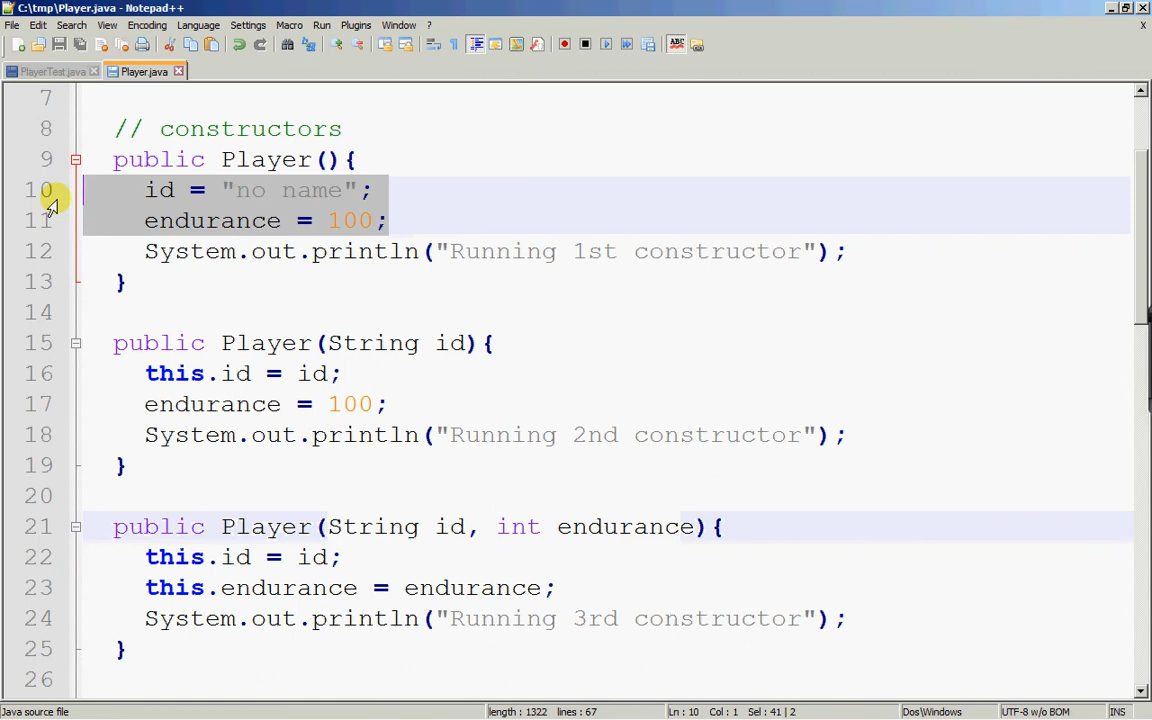 C:\tmp\Player.java - Notepad++
File Edit Search View Encoding Language Settings Macro Run Plugins Window ? X
ABC
PlayerTest.java Player.java
7
8 // constructors
9 public Player(){
10 id = "no name";
11 endurance = 100;
12 System.out.println("Running 1st constructor");
13 }
14
15 public Player(String id){
16 this.id = id;
17 endurance = 100;
18 System.out.println("Running 2nd constructor");
19 }
20
21 public Player(String id, int endurance){
22 this.id = id;
23 this.endurance = endurance;
24 System.out.println("Running 3rd constructor");
25 }
26
Java source file length : 1322 lines : 67 Ln : 10 Col : 1 Sel : 41 | 2 Dos\Windows UTF-8 w/o BOM INS